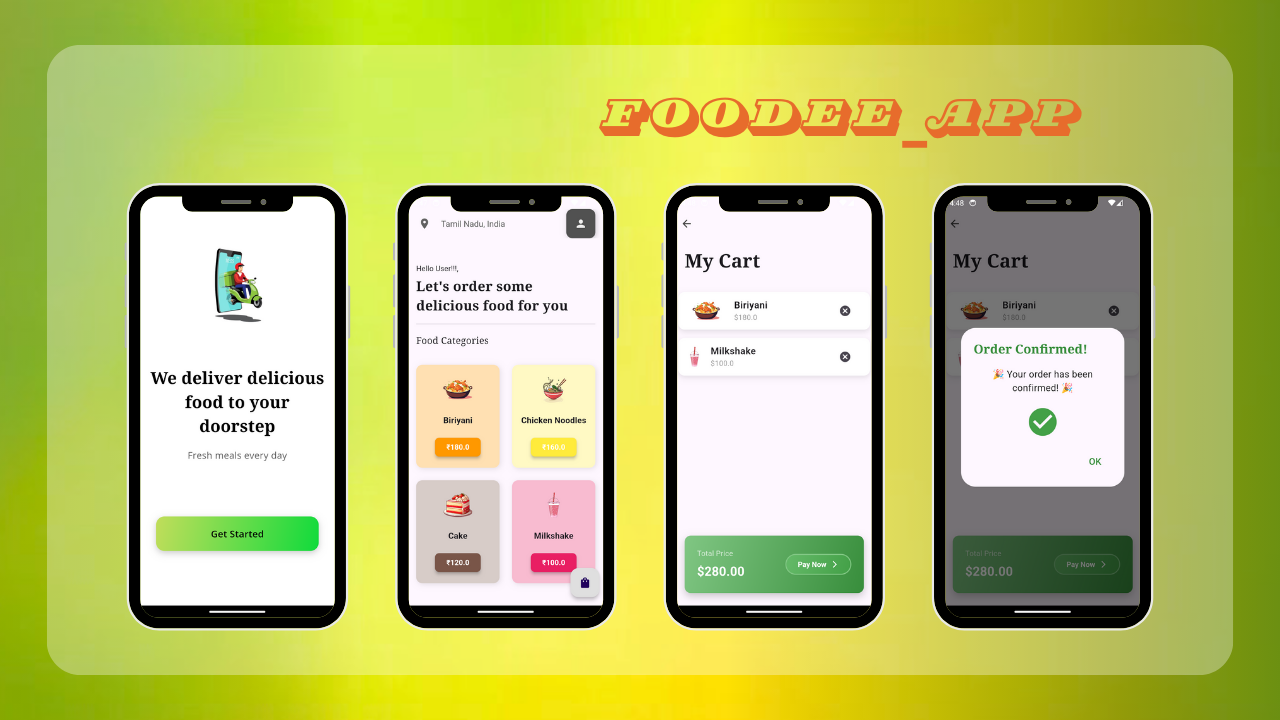 FOODEE_APP
We deliver delicious
food to your
doorstep
Fresh meals every day
Get Started
Tamil Nadu, India
Hello User!!!,
Let's order some
delicious food for you
Food Categories
Biriyani
₹180.0
Chicken Noodles
₹160.0
Cake
₹120.0
Milkshake
₹100.0
My Cart
Biriyani
$180.0
Milkshake
$100.0
Total Price
$280.00
Pay Now
4:48
My Cart
Biriyani
$180.0
Order Confirmed!
🎉 Your order has been
confirmed! 🎉
OK
Total Price
$280.00
Pay Now